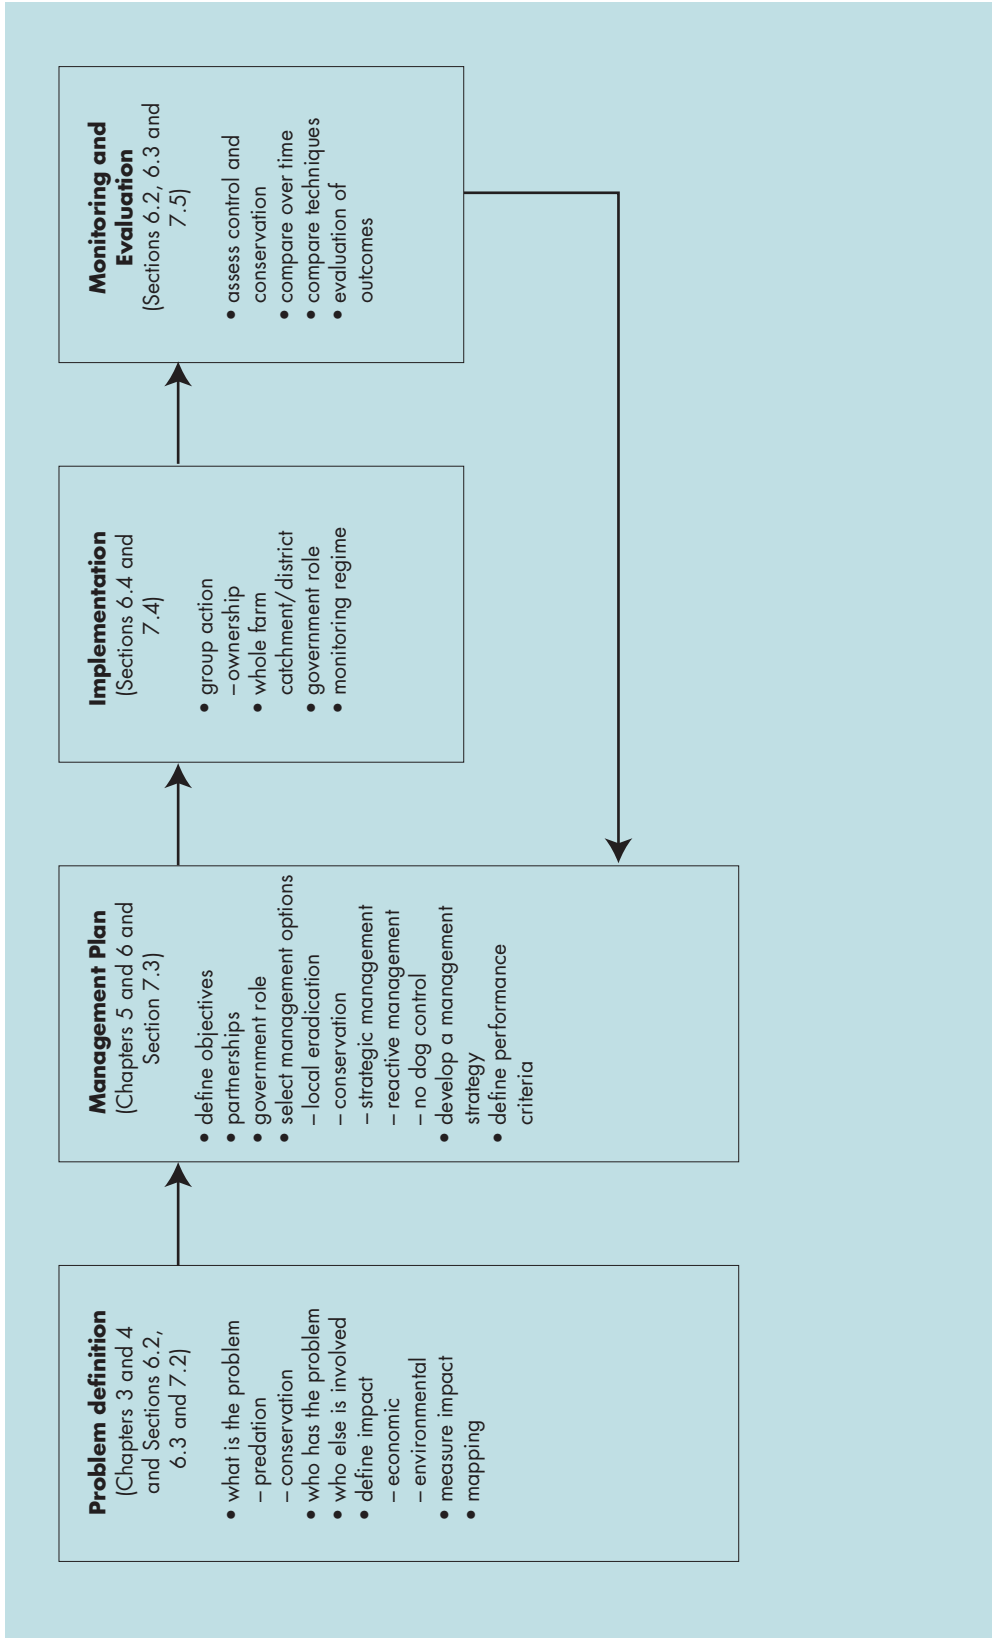 Problem definition
(Chapters 3 and 4
and Sections 6.2,
6.3 and 7.2)
• what is the problem
– predation
– conservation
• who has the problem
• who else is involved
• define impact
– economic
– environmental
• measure impact
• mapping
Management Plan
(Chapters 5 and 6 and
Section 7.3)
• define objectives
• partnerships
• government role
• select management options
– local eradication
– conservation
– strategic management
– reactive management
– no dog control
• develop a management
strategy
• define performance
criteria
Implementation
(Sections 6.4 and
7.4)
• group action
– ownership
• whole farm
catchment/district
• government role
• monitoring regime
Monitoring and
Evaluation
(Sections 6.2, 6.3 and
7.5)
• assess control and
conservation
• compare over time
• compare techniques
• evaluation of
outcomes